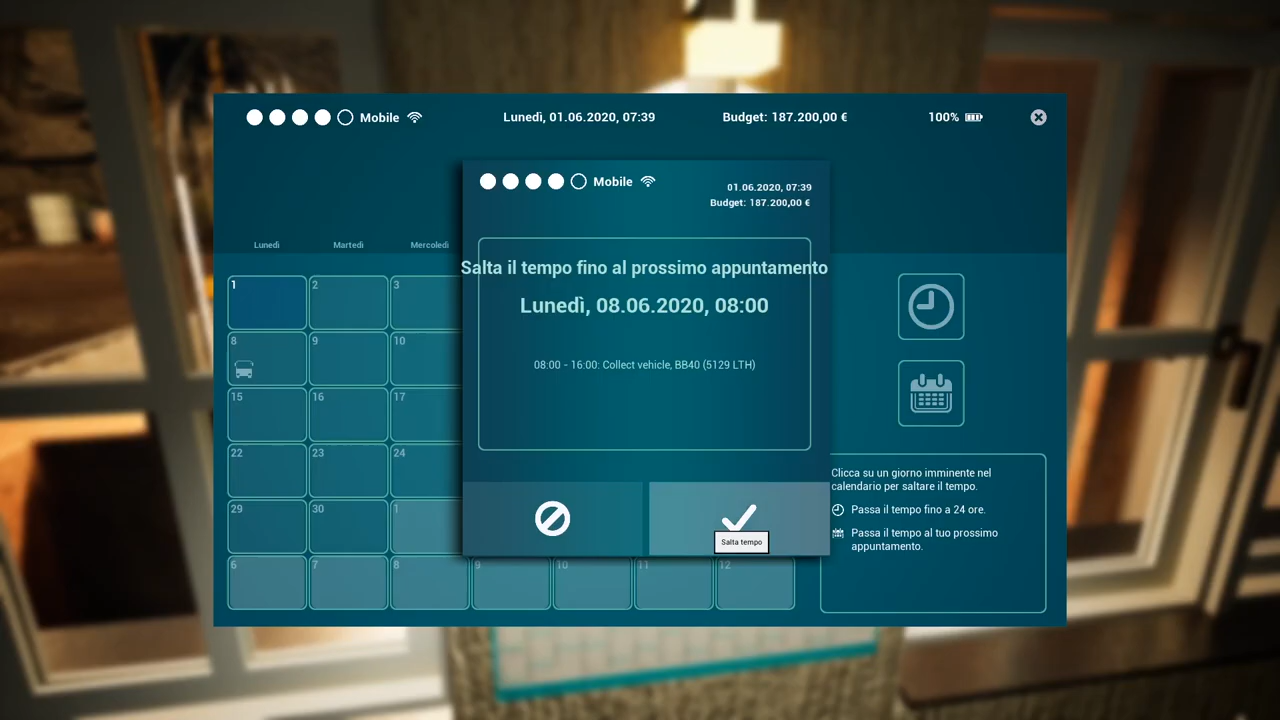 Mobile
Lunedì, 01.06.2020, 07:39
Budget: 187.200,00 €
100%
Mobile
01.06.2020, 07:39
Budget: 187.200,00 €
Salta il tempo fino al prossimo appuntamento
Lunedì, 08.06.2020, 08:00
08:00 - 16:00: Collect vehicle, BB40 (5129 LTH)
Salta tempo
Lunedì Martedì Mercoledì
1 2 3
8 9 10
15 16 17
22 23 24
29 30 1
6 7 8 9 10 11 12
Clicca su un giorno imminente nel
calendario per saltare il tempo.
Passa il tempo fino a 24 ore.
Passa il tempo al tuo prossimo
appuntamento.